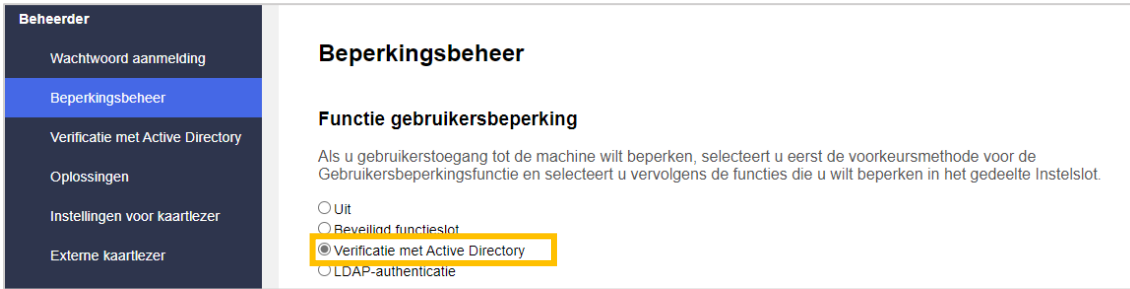 Beheerder
Wachtwoord aanmelding
Beperkingsbeheer
Verificatie met Active Directory
Oplossingen
Instellingen voor kaartlezer
Externe kaartlezer
Beperkingsbeheer
Functie gebruikersbeperking
Als u gebruikerstoegang tot de machine wilt beperken, selecteert u eerst de voorkeursmethode voor de
Gebruikersbeperkingsfunctie en selecteert u vervolgens de functies die u wilt beperken in het gedeelte Instelslot.
Uit
Beveiligd functieslot
Verificatie met Active Directory
LDAP-authenticatie